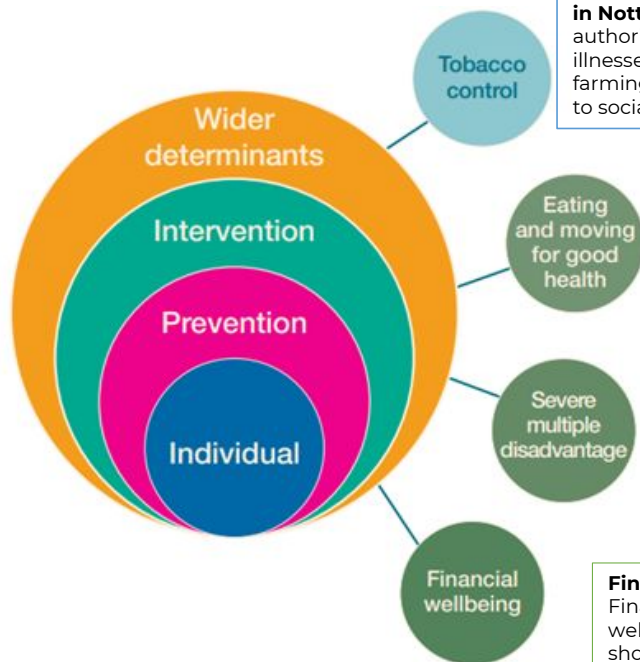 in Nott
author
illnesse
farming
to socia
Tobacco
control
Wider
determinants
Intervention
Prevention
Individual
Eating
and moving
for good
health
Severe
multiple
disadvantage
Financial
wellbeing
Fin
Fin
wel
sho